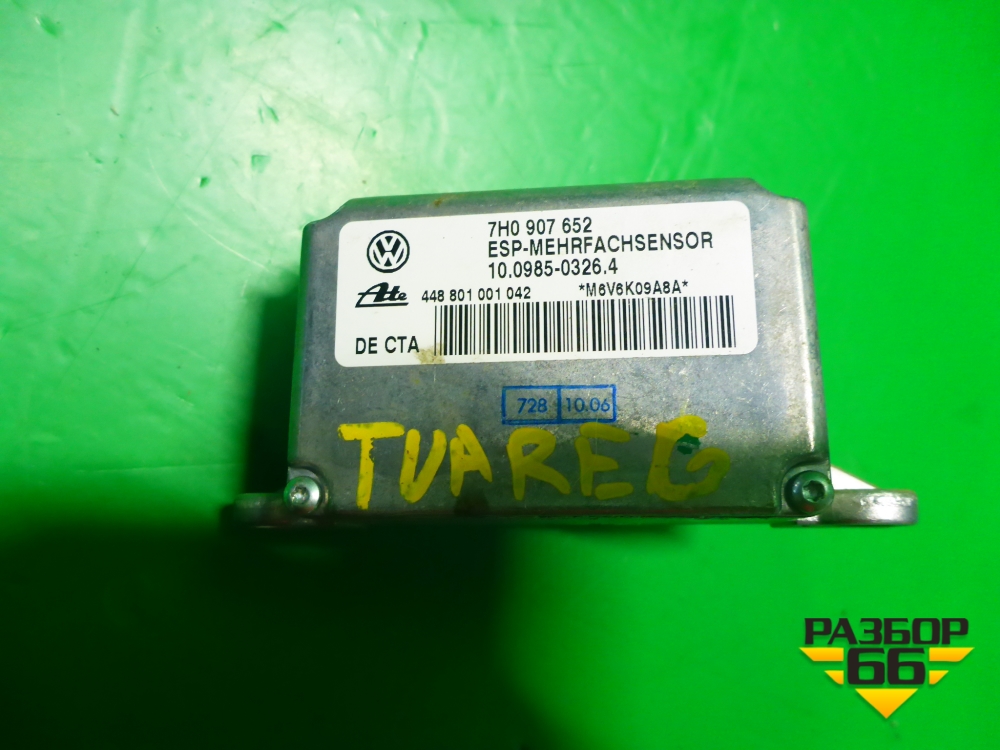 7H0 907 652
ESP-MEHRFACHSENSOR
10.0985-0326.4
Ate 448 801 001 042 *M6V6K09A8A*
DE CTA
728 10.06
TUAREG
РАЗБОР
66